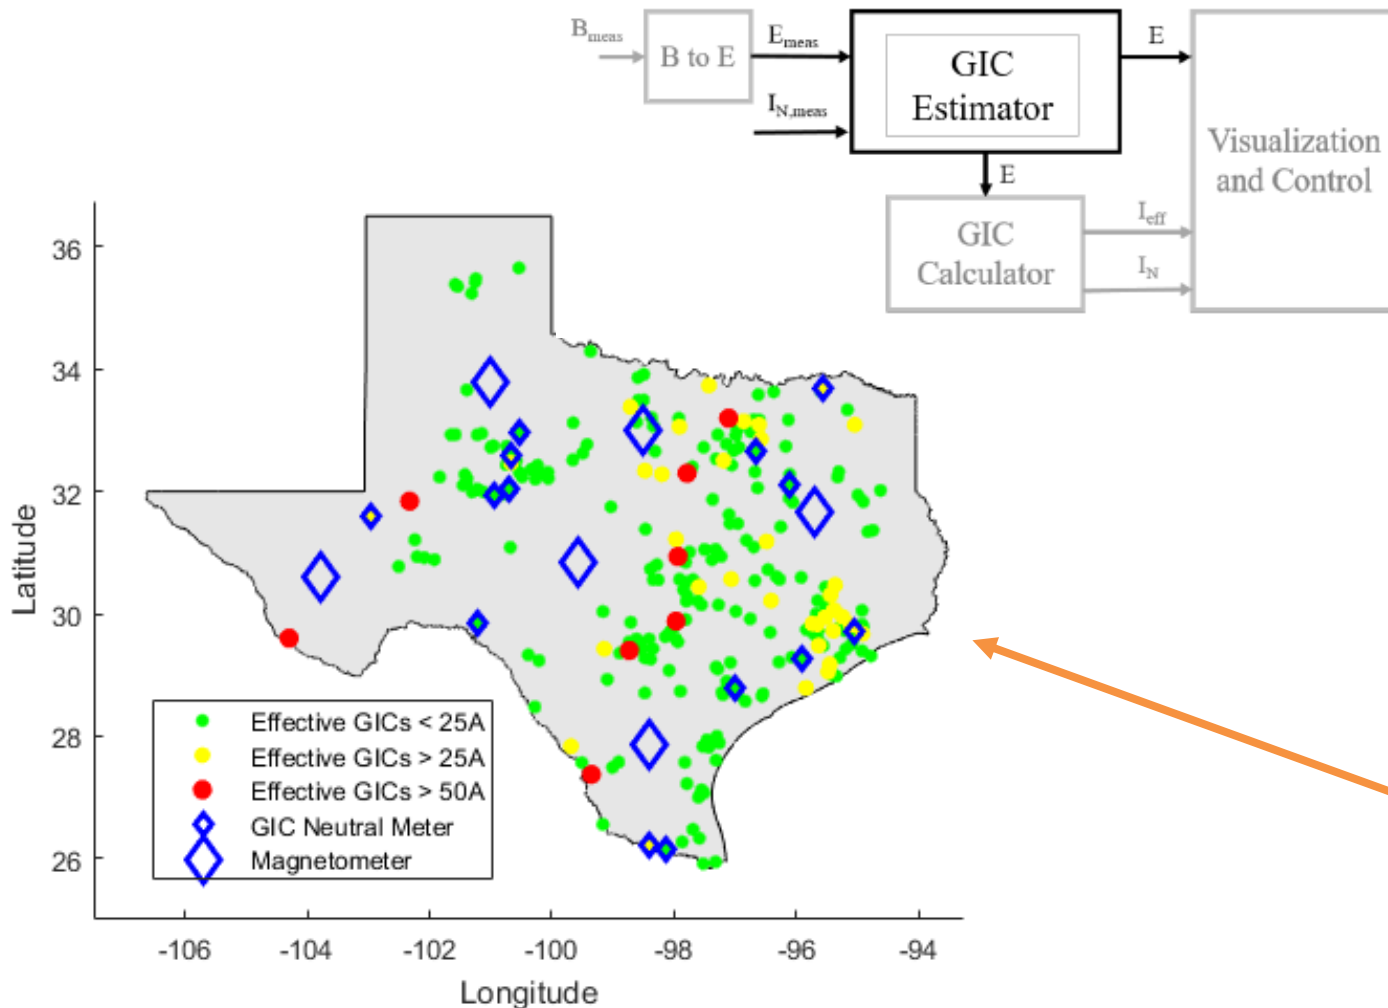 B_meas
B to E
E_meas
I_N,meas
GIC
Estimator
E
Visualization
and Control
E
GIC
Calculator
I_eff
I_N
36
34
32
30
28
26
Latitude
Effective GICs < 25A
Effective GICs > 25A
Effective GICs > 50A
GIC Neutral Meter
Magnetometer
-106
-104
-102
-100
-98
-96
-94
Longitude